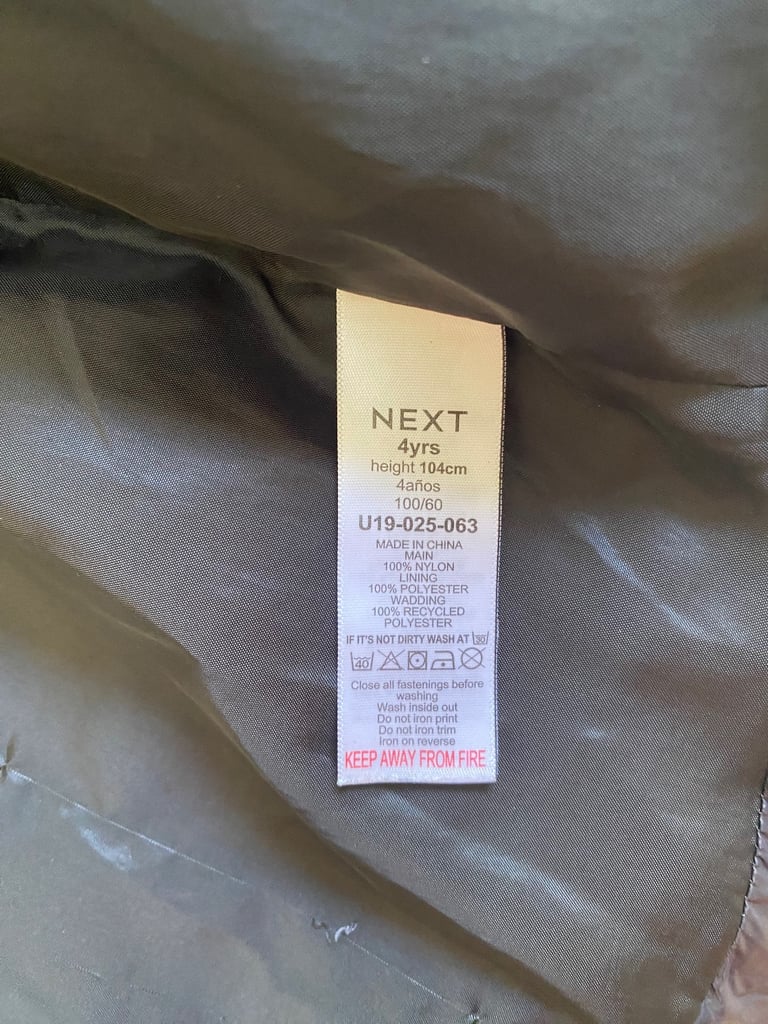 NEXT
4yrs
height 104cm
4años
100/60
U19-025-063
MADE IN CHINA
MAIN
100% NYLON
LINING
100% POLYESTER
WADDING
100% RECYCLED
POLYESTER
IF IT'S NOT DIRTY WASH AT 30
40
Close all fastenings before
washing
Wash inside out
Do not iron print
Do not iron trim
Iron on reverse
KEEP AWAY FROM FIRE